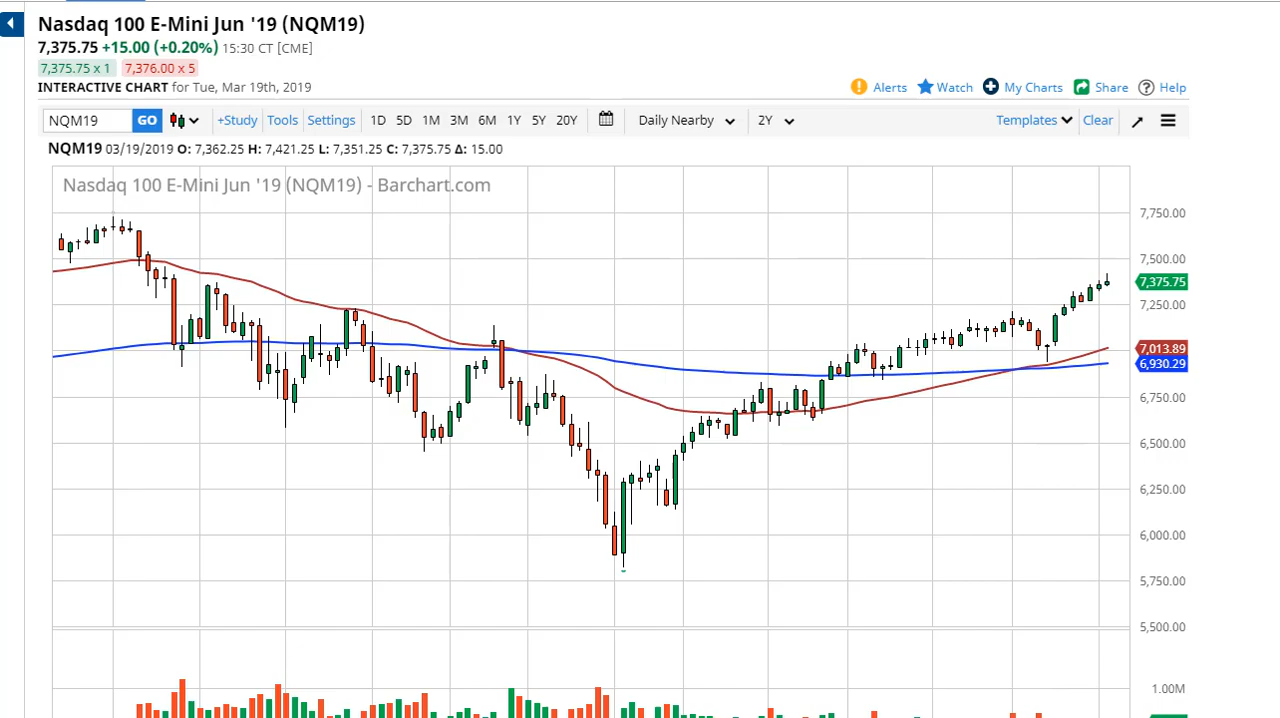 Nasdaq 100 E-Mini Jun '19 (NQM19)
7,375.75 +15.00 (+0.20%) 15:30 CT [CME]
7,375.75 x 1 7,376.00 x 5
INTERACTIVE CHART for Tue, Mar 19th, 2019
Alerts Watch My Charts Share Help
NQM19 GO +Study Tools Settings 1D 5D 1M 3M 6M 1Y 5Y 20Y Daily Nearby 2Y Templates Clear
NQM19 03/19/2019 O: 7,362.25 H: 7,421.25 L: 7,351.25 C: 7,375.75 Δ: 15.00
Nasdaq 100 E-Mini Jun '19 (NQM19) - Barchart.com
7,750.00
7,500.00
7,375.75
7,250.00
7,013.89
6,930.29
6,750.00
6,500.00
6,250.00
6,000.00
5,750.00
5,500.00
1.00M